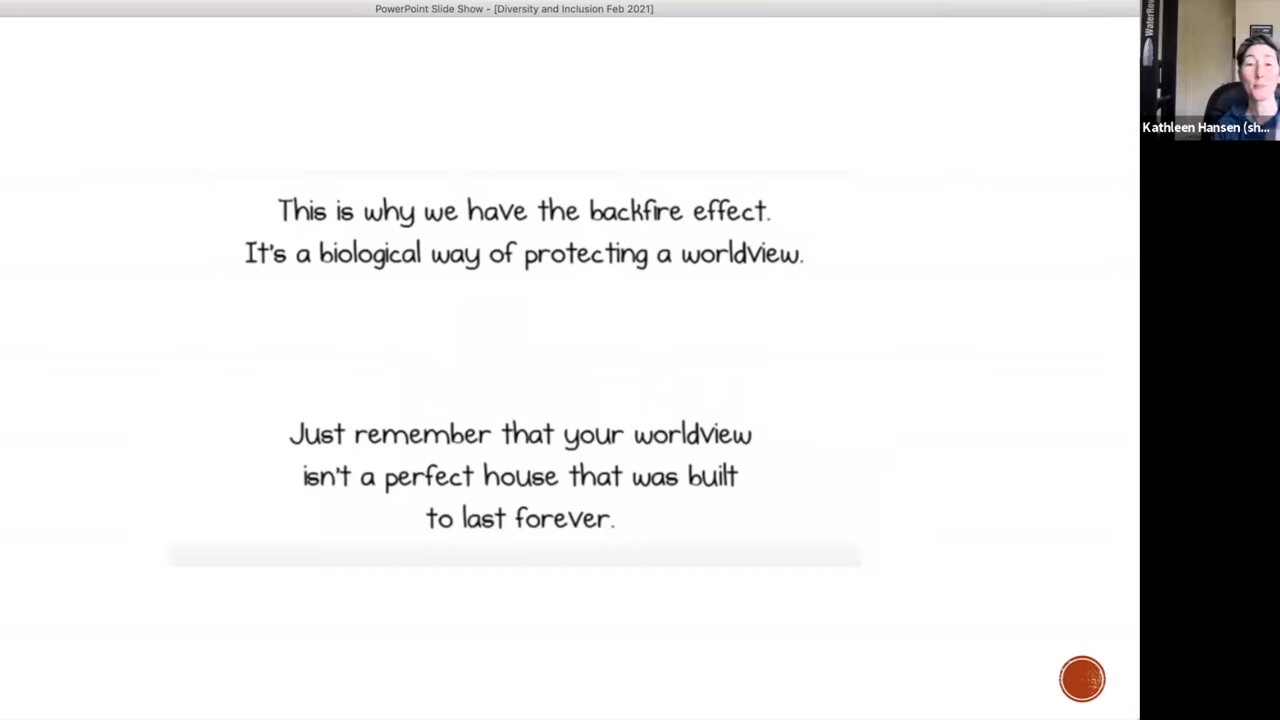 PowerPoint Slide Show - [Diversity and Inclusion Feb 2021]
This is why we have the backfire effect.
It's a biological way of protecting a worldview.
Just remember that your worldview
isn't a perfect house that was built
to last forever.
WaterRow
Kathleen Hansen (sh...